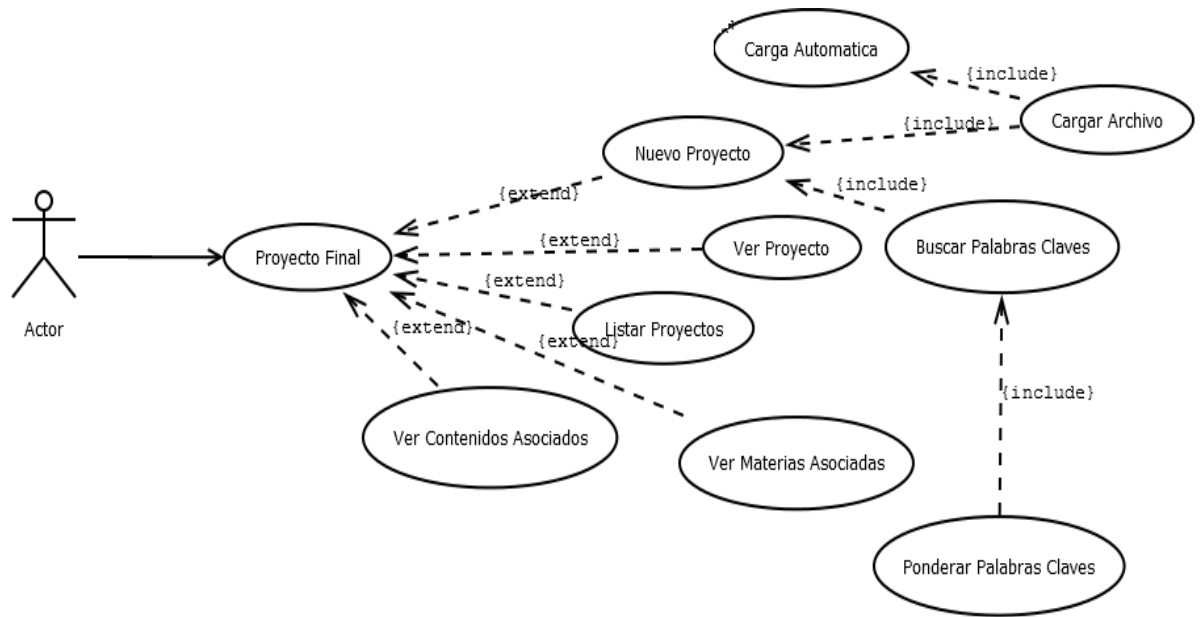 Carga Automatica
{include}
Cargar Archivo
{include}
Nuevo Proyecto
{include}
{extend}
Buscar Palabras Claves
{extend}
Ver Proyecto
Proyecto Final
{extend}
Actor
Listar Proyectos
{extend}
{extend}
{include}
Ver Contenidos Asociados
Ver Materias Asociadas
Ponderar Palabras Claves